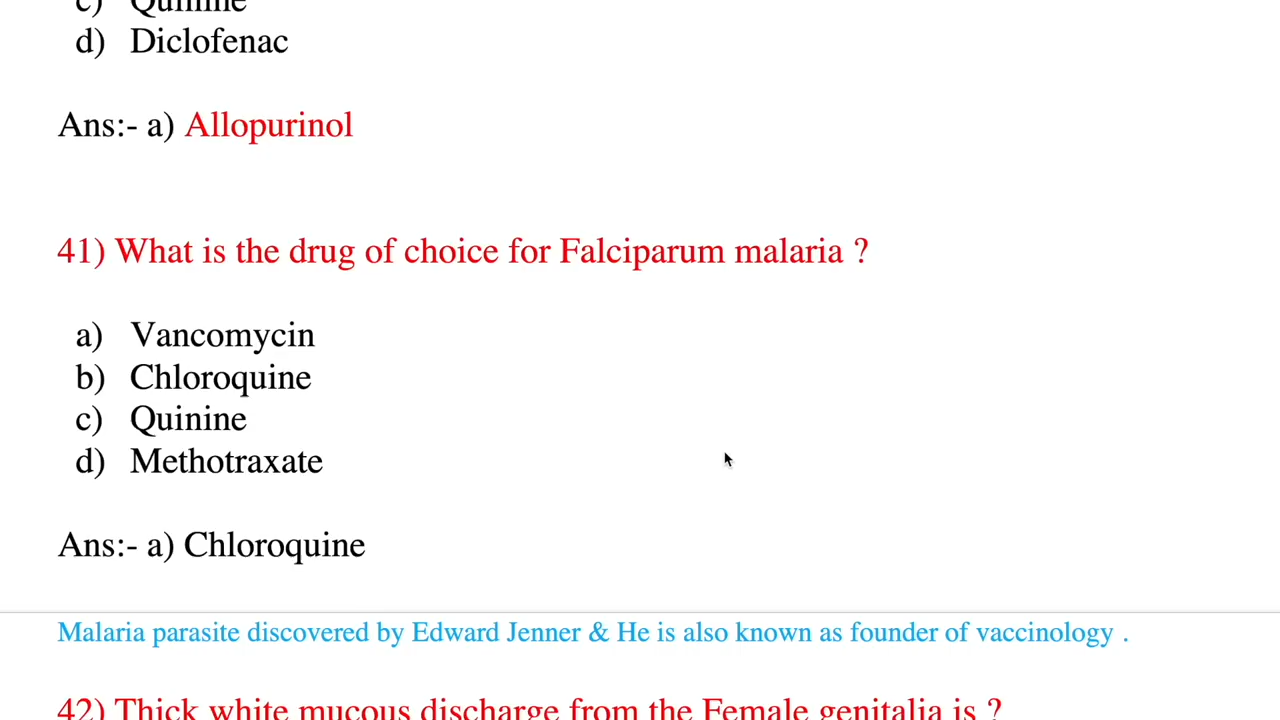 c) Quinine
d) Diclofenac
Ans:- a) Allopurinol
41) What is the drug of choice for Falciparum malaria ?
a) Vancomycin
b) Chloroquine
c) Quinine
d) Methotraxate
Ans:- a) Chloroquine
Malaria parasite discovered by Edward Jenner & He is also known as founder of vaccinology .
42) Thick white mucous discharge from the Female genitalia is ?